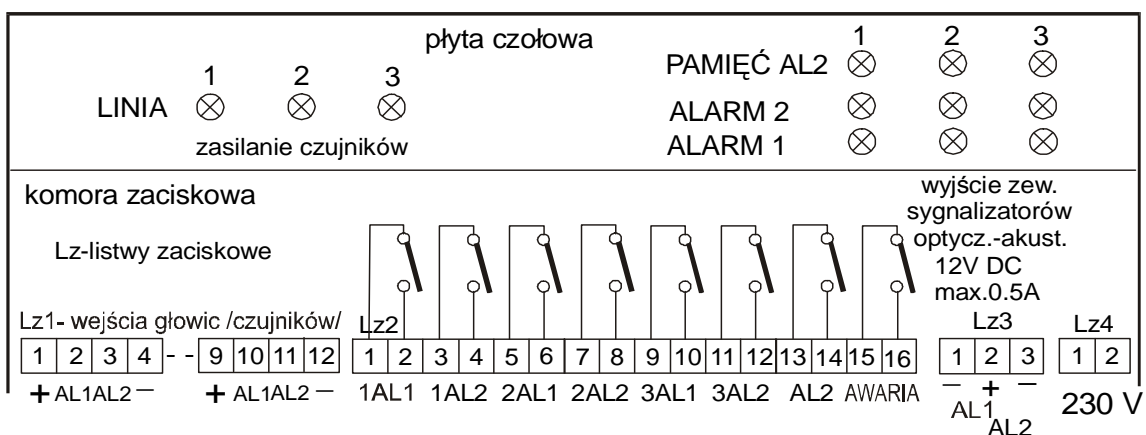 płyta czołowa
1 2 3
PAMIĘĆ AL2
1 2 3
LINIA
ALARM 2
zasilanie czujników
ALARM 1
komora zaciskowa
wyjście zew.
sygnalizatorów
optycz.-akust.
12V DC
max.0.5A
Lz-listwy zaciskowe
Lz1- wejścia głowic /czujników/
Lz2
Lz3
Lz4
1 2 3 4 - - 9 10 11 12
1 2 3 4 5 6 7 8 9 10 11 12 13 14 15 16
1 2 3
1 2
+ AL1 AL2 –
+ AL1 AL2 –
1AL1 1AL2 2AL1 2AL2 3AL1 3AL2 AL2 AWARIA
– + –
AL1
AL2
230 V